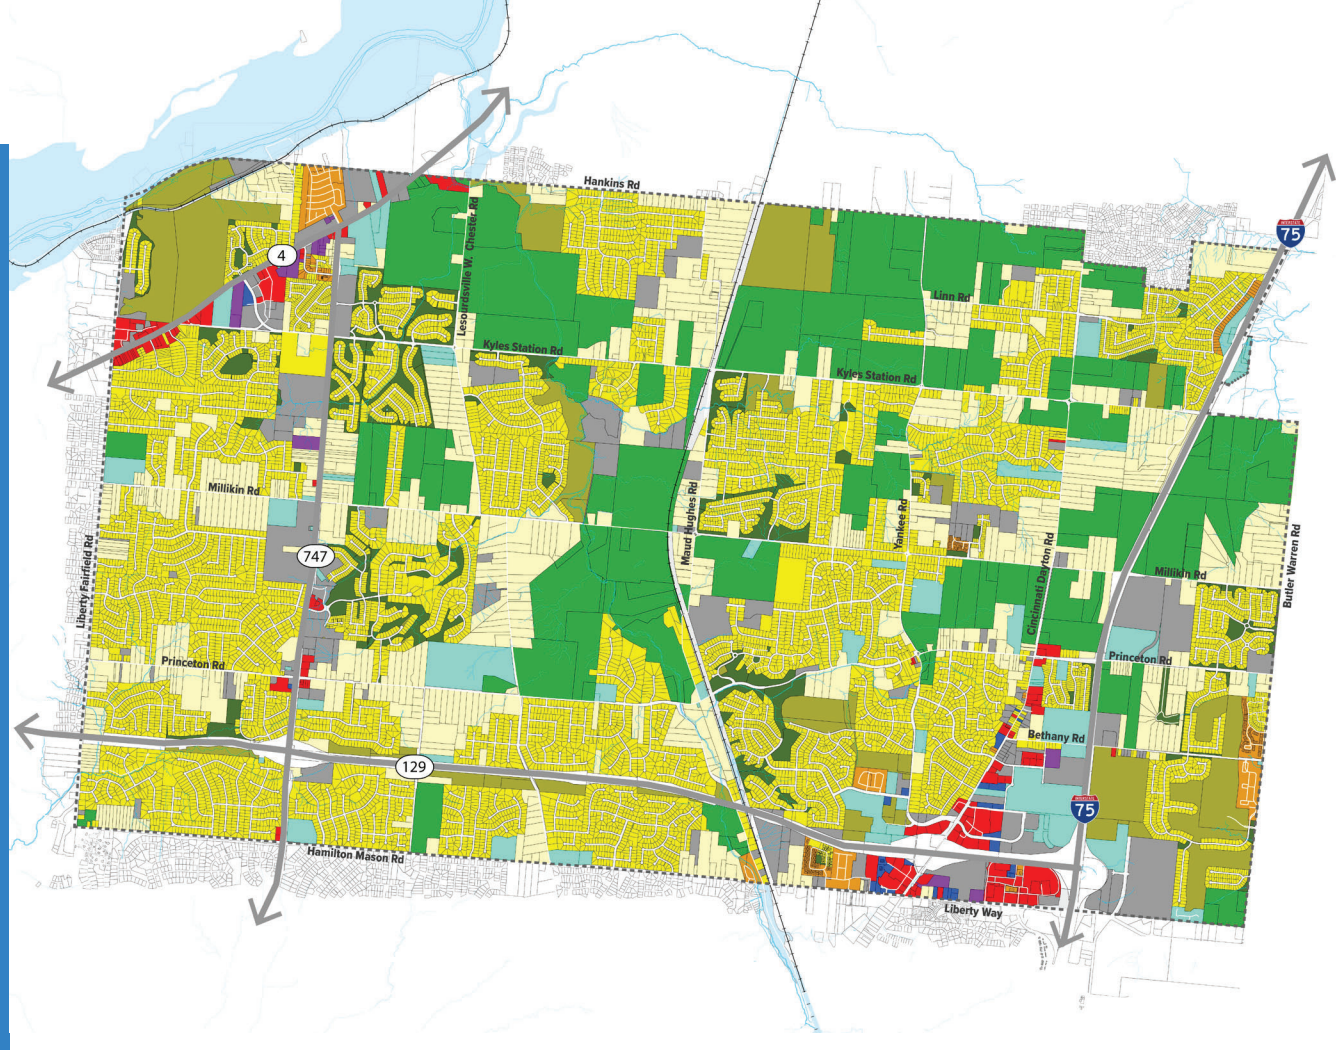 Hankins Rd
INTERSTATE
75
4
Lesourdsville W. Chester Rd
Linn Rd
Kyles Station Rd
Kyles Station Rd
Millikin Rd
Maud Hughes Rd
Yankee Rd
Cincinnati Dayton Rd
Butler Warren Rd
Liberty Fairfield Rd
747
Millikin Rd
Princeton Rd
Princeton Rd
Bethany Rd
129
INTERSTATE
75
Hamilton Mason Rd
Liberty Way